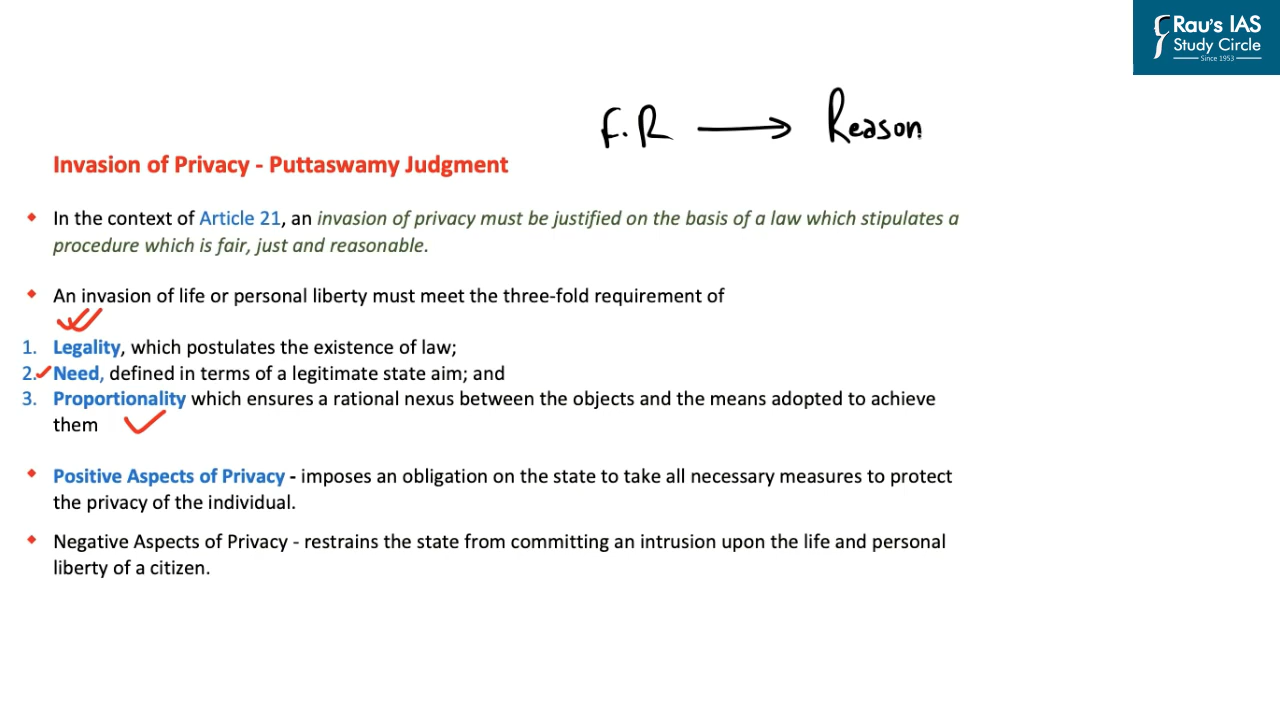 Rau's IAS
Study Circle
Since 1953
F.R → Reason
Invasion of Privacy - Puttaswamy Judgment
In the context of Article 21, an invasion of privacy must be justified on the basis of a law which stipulates a
procedure which is fair, just and reasonable.
An invasion of life or personal liberty must meet the three-fold requirement of
1. Legality, which postulates the existence of law;
2. Need, defined in terms of a legitimate state aim; and
3. Proportionality which ensures a rational nexus between the objects and the means adopted to achieve
them
Positive Aspects of Privacy - imposes an obligation on the state to take all necessary measures to protect
the privacy of the individual.
Negative Aspects of Privacy - restrains the state from committing an intrusion upon the life and personal
liberty of a citizen.